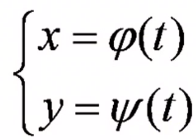 x = φ(t)
y = ψ(t)